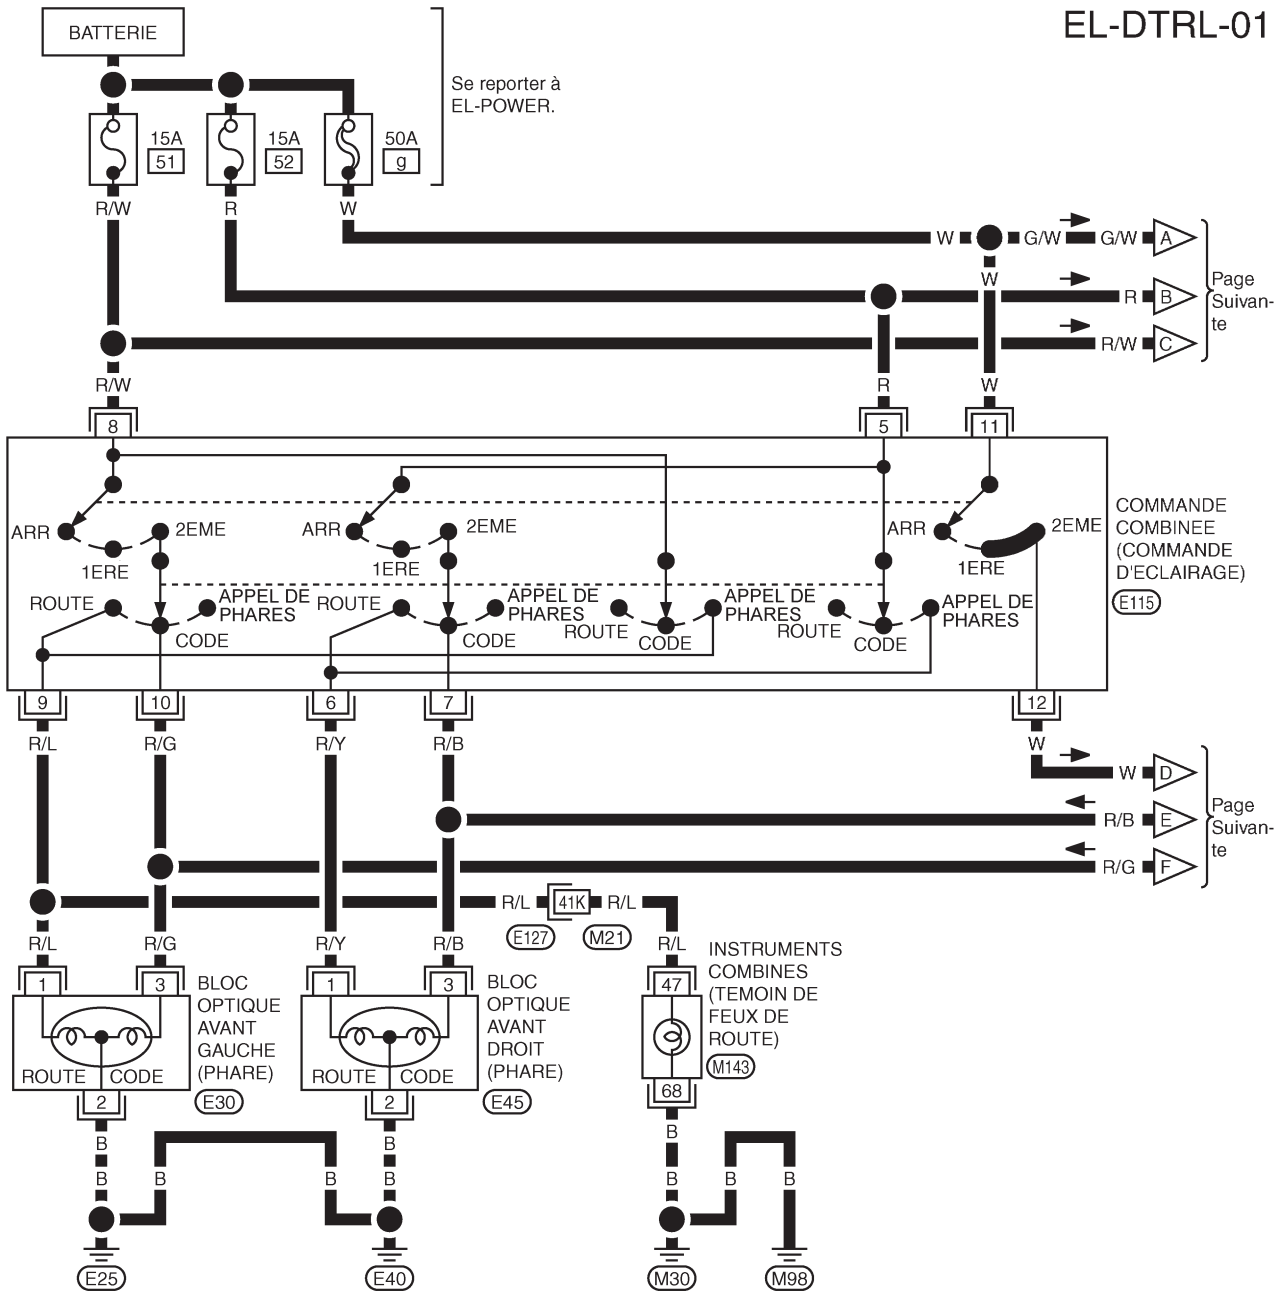 EL-DTRL-01
BATTERIE
Se reporter à
EL-POWER.
15A
51
15A
52
50A
g
R/W
R
W
W
G/W
G/W
A
W
R
B
R/W
C
Page
Suivan-
te
R/W
R
W
8
5
11
ARR
1ERE
2EME
ARR
1ERE
2EME
ARR
1ERE
2EME
COMMANDE
COMBINEE
(COMMANDE
D'ECLAIRAGE)
E115
ROUTE
CODE
APPEL DE
PHARES
ROUTE
CODE
APPEL DE
PHARES
ROUTE
CODE
APPEL DE
PHARES
ROUTE
CODE
APPEL DE
PHARES
9
10
6
7
12
R/L
R/G
R/Y
R/B
W
W
D
R/B
E
R/G
F
Page
Suivan-
te
R/L
41K
R/L
E127
M21
R/L
R/G
R/Y
R/B
R/L
1
3
1
3
47
BLOC
OPTIQUE
AVANT
GAUCHE
(PHARE)
E30
BLOC
OPTIQUE
AVANT
DROIT
(PHARE)
E45
INSTRUMENTS
COMBINES
(TEMOIN DE
FEUX DE
ROUTE)
M143
ROUTE
CODE
ROUTE
CODE
2
2
68
B
B
B
B
B
B
B
B
B
B
E25
E40
M30
M98